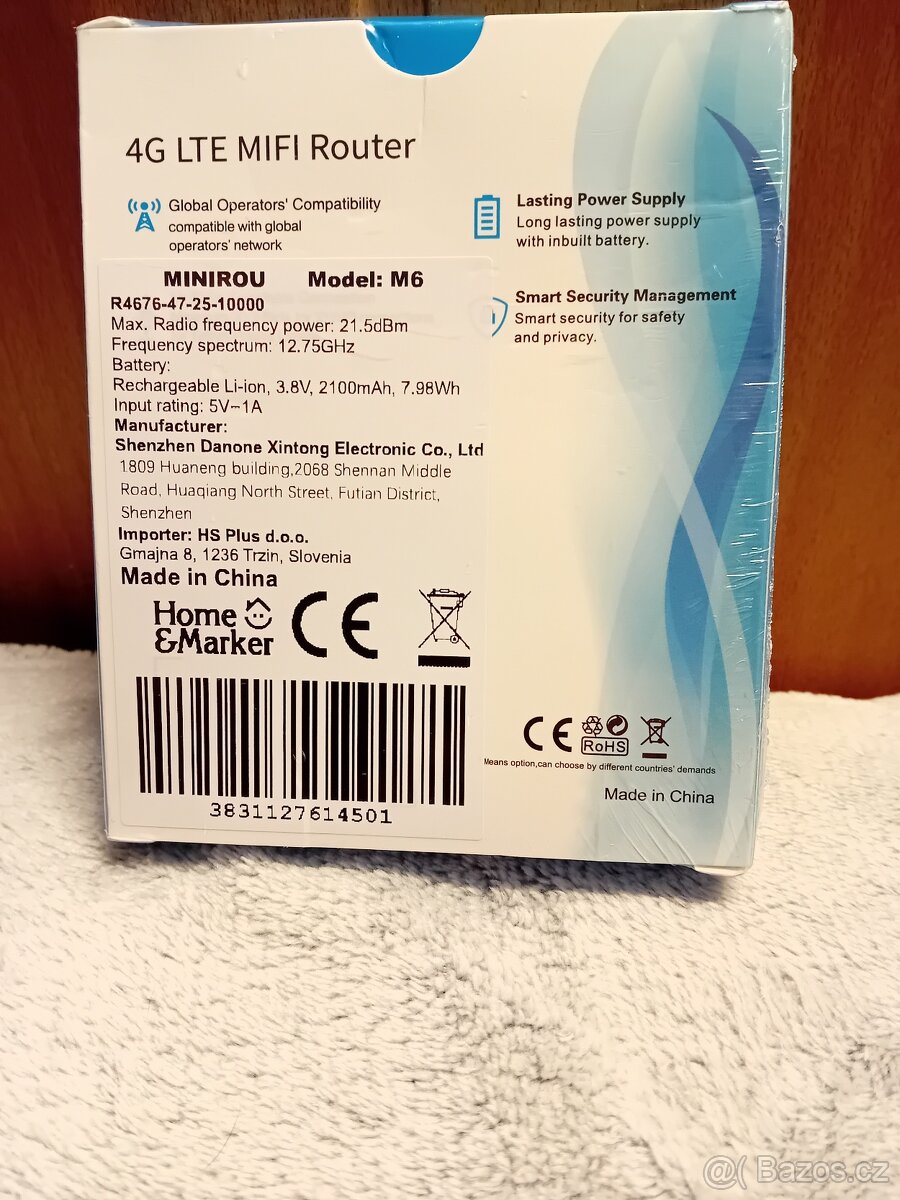 4G LTE MIFI Router
Global Operators' Compatibility
compatible with global
operators' network
Lasting Power Supply
Long lasting power supply
with inbuilt battery.
Smart Security Management
Smart security for safety
and privacy.
MINIROU Model: M6
R4676-47-25-10000
Max. Radio frequency power: 21.5dBm
Frequency spectrum: 12.75GHz
Battery:
Rechargeable Li-ion, 3.8V, 2100mAh, 7.98Wh
Input rating: 5V⎓1A
Manufacturer:
Shenzhen Danone Xintong Electronic Co., Ltd
1809 Huaneng building,2068 Shennan Middle
Road, Huaqiang North Street, Futian District,
Shenzhen
Importer: HS Plus d.o.o.
Gmajna 8, 1236 Trzin, Slovenia
Made in China
Home
&Marker
CE
3831127614501
CE
RoHS
Means option,can choose by different countries' demands
Made in China
@( Bazos.cz